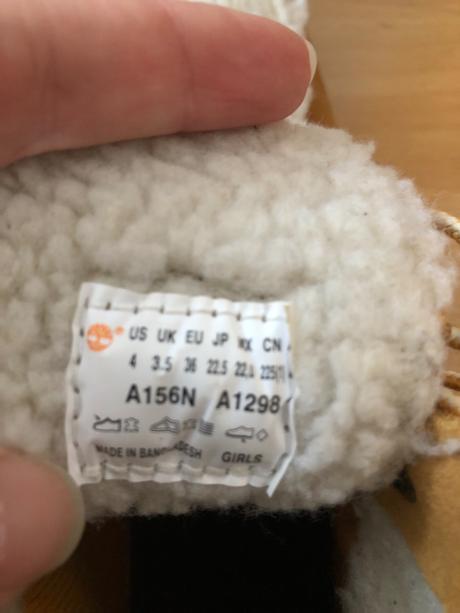 US UK EU JP MX CN
4 3.5 36 22.5
A156N A1298
MADE IN BANGLADESH GIRLS